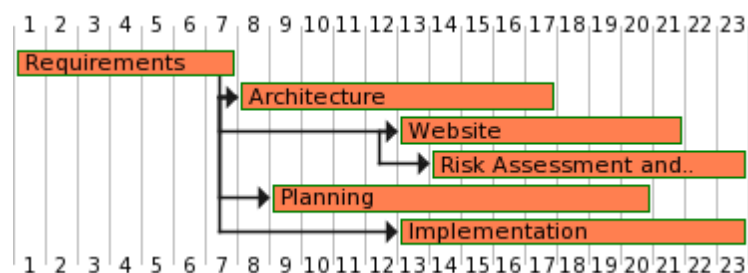 1 2 3 4 5 6 7 8 9 10 11 12 13 14 15 16 17 18 19 20 21 22 23
Requirements
Architecture
Website
Risk Assessment and..
Planning
Implementation
1 2 3 4 5 6 7 8 9 10 11 12 13 14 15 16 17 18 19 20 21 22 23